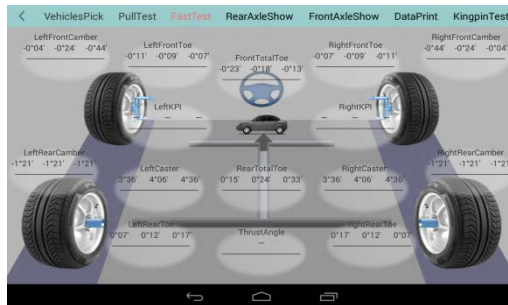 VehiclesPick PullTest FastTest RearAxleShow FrontAxleShow DataPrint KingpinTest
LeftFrontCamber
-0°04' -0°24' -0°44'
LeftFrontToe
-0°11' -0°09' -0°07'
FrontTotalToe
-0°23' -0°18' -0°13'
RightFrontToe
-0°07' -0°09' -0°11'
RightFrontCamber
-0°44' -0°24' -0°04'
LeftKPI
– –
RightKPI
– –
LeftRearCamber
-1°21' -1°21' -1°21'
LeftCaster
3°36' 4°06' 4°36'
RearTotalToe
0°15' 0°24' 0°33'
RightCaster
3°36' 4°06' 4°36'
RightRearCamber
-1°21' -1°21' -1°21'
LeftRearToe
0°07' 0°12' 0°17'
ThrustAngle
–
RightRearToe
0°17' 0°12' 0°07'